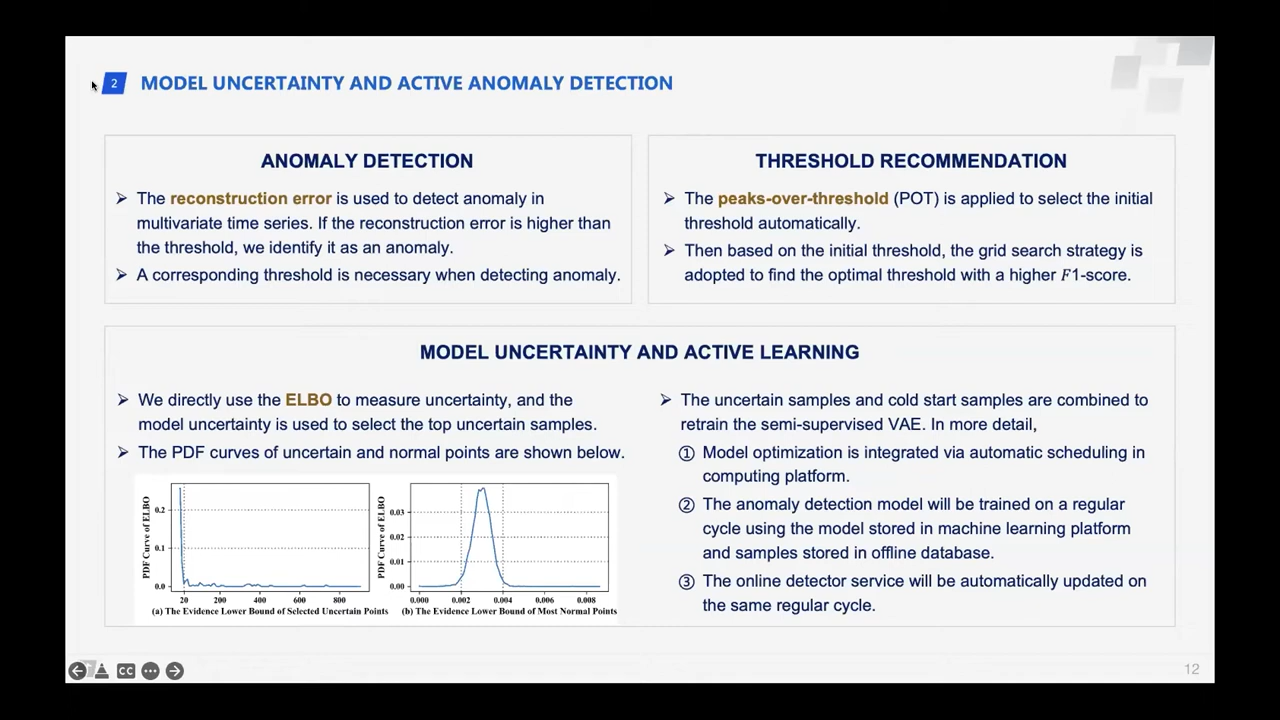 2
MODEL UNCERTAINTY AND ACTIVE ANOMALY DETECTION
ANOMALY DETECTION
➢ The reconstruction error is used to detect anomaly in
multivariate time series. If the reconstruction error is higher than
the threshold, we identify it as an anomaly.
➢ A corresponding threshold is necessary when detecting anomaly.
THRESHOLD RECOMMENDATION
➢ The peaks-over-threshold (POT) is applied to select the initial
threshold automatically.
➢ Then based on the initial threshold, the grid search strategy is
adopted to find the optimal threshold with a higher F1-score.
MODEL UNCERTAINTY AND ACTIVE LEARNING
➢ We directly use the ELBO to measure uncertainty, and the
model uncertainty is used to select the top uncertain samples.
➢ The PDF curves of uncertain and normal points are shown below.
PDF Curve of ELBO
0.2
0.1
0.0
20 200 400 600 800
(a) The Evidence Lower Bound of Selected Uncertain Points
PDF Curve of ELBO
0.03
0.02
0.01
0.00
0.000 0.002 0.004 0.006 0.008
(b) The Evidence Lower Bound of Most Normal Points
➢ The uncertain samples and cold start samples are combined to
retrain the semi-supervised VAE. In more detail,
① Model optimization is integrated via automatic scheduling in
computing platform.
② The anomaly detection model will be trained on a regular
cycle using the model stored in machine learning platform
and samples stored in offline database.
③ The online detector service will be automatically updated on
the same regular cycle.
CC
12